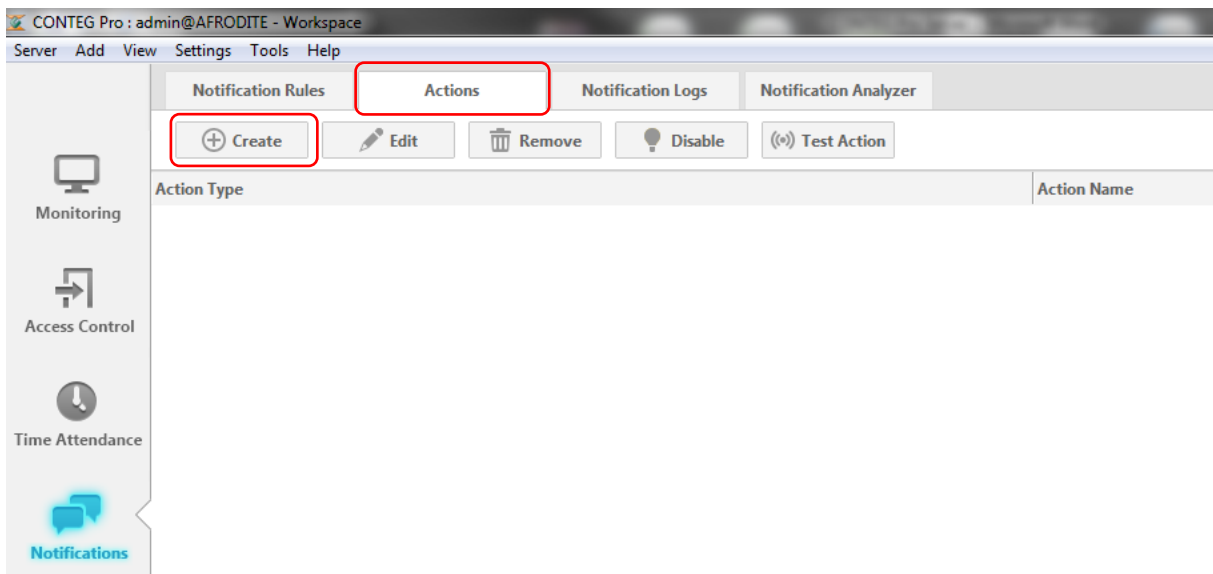 CONTEG Pro : admin@AFRODITE - Workspace
Server Add View Settings Tools Help
Notification Rules Actions Notification Logs Notification Analyzer
Create Edit Remove Disable Test Action
Action Type Action Name
Monitoring
Access Control
Time Attendance
Notifications